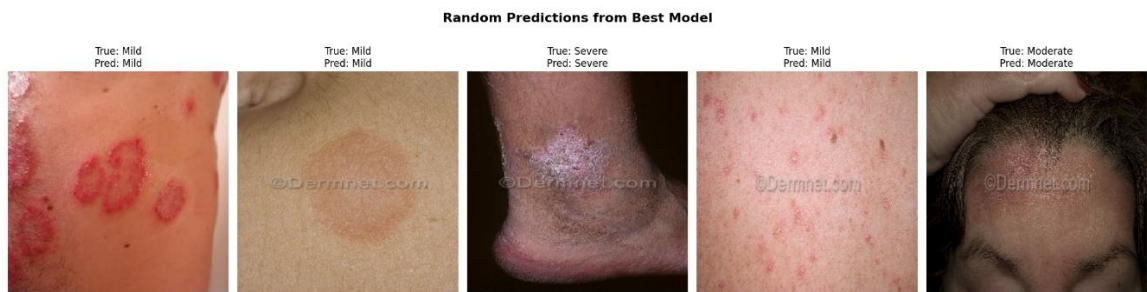 Random Predictions from Best Model
True: Mild
Pred: Mild
True: Mild
Pred: Mild
True: Severe
Pred: Severe
True: Mild
Pred: Mild
True: Moderate
Pred: Moderate
©Dermnet.com
©Dermnet.com
©Dermnet.com
©Dermnet.com